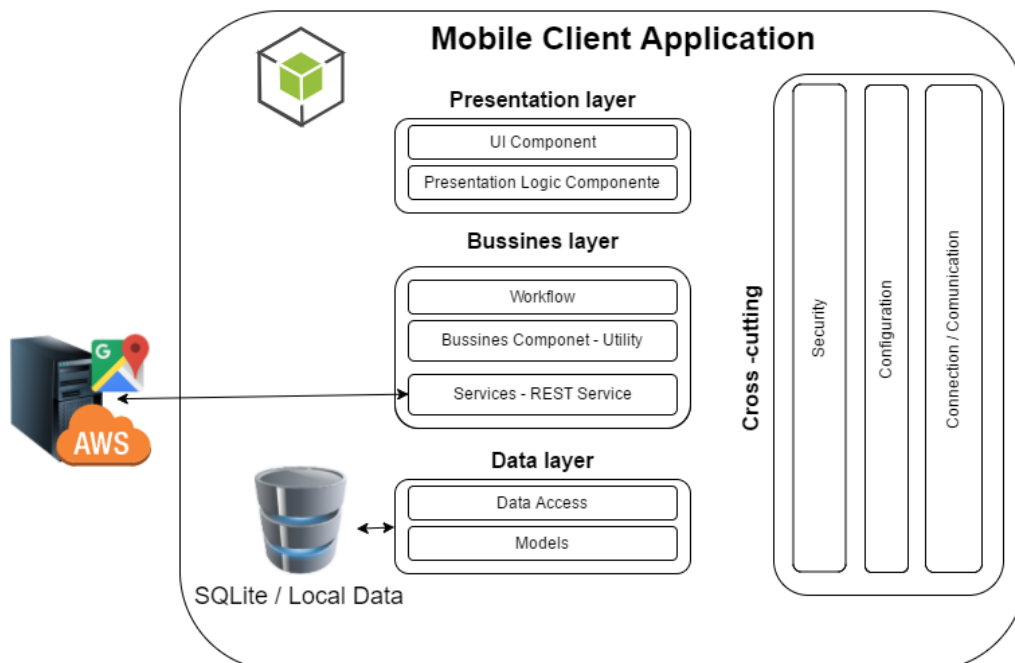 Mobile Client Application
Presentation layer
UI Component
Presentation Logic Componente
Bussines layer
Workflow
Bussines Componet - Utility
Services - REST Service
G
AWS
Data layer
Data Access
Models
SQLite / Local Data
Cross -cutting
Security
Configuration
Connection / Comunication